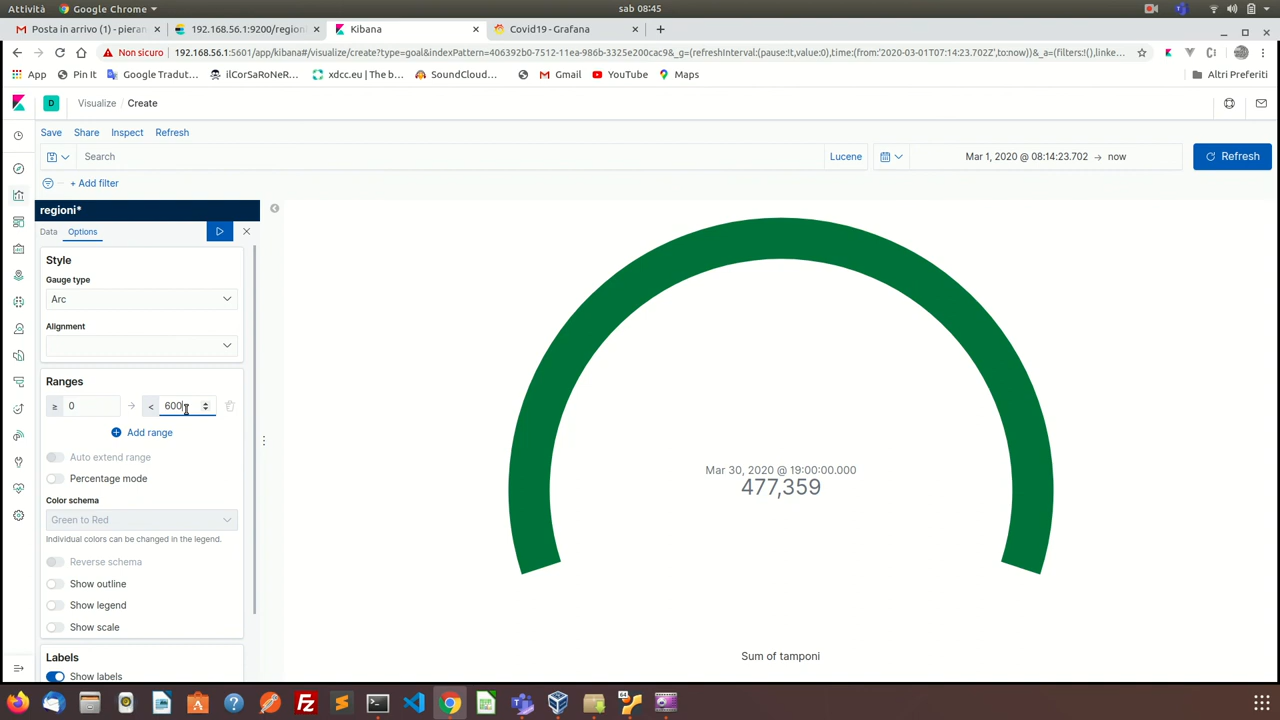 Attività
Google Chrome
sab 08:45
Posta in arrivo (1) - pieran
192.168.56.1:9200/region
Kibana
Covid19 - Grafana
Non sicuro
192.168.56.1:5601/app/kibana#/visualize/create?type=goal&indexPattern=406392b0-7512-11ea-986b-3325e200cac9&_g=(refreshInterval:(pause:!t,value:0),time:(from:'2020-03-01T07:14:23.702Z',to:now))&_a=(filters:!(),linke...
App
Pin It
Google Tradut...
ilCorSaRoNeR...
xdcc.eu | The b...
SoundCloud...
Gmail
YouTube
Maps
Altri Preferiti
D
Visualize / Create
Save
Share
Inspect
Refresh
Search
Lucene
Mar 1, 2020 @ 08:14:23.702 → now
Refresh
+ Add filter
regioni*
Data
Options
Style
Gauge type
Arc
Alignment
Ranges
≥ 0 → < 600
Add range
Auto extend range
Percentage mode
Color schema
Green to Red
Individual colors can be changed in the legend.
Reverse schema
Show outline
Show legend
Show scale
Labels
Show labels
Mar 30, 2020 @ 19:00:00.000
477,359
Sum of tamponi